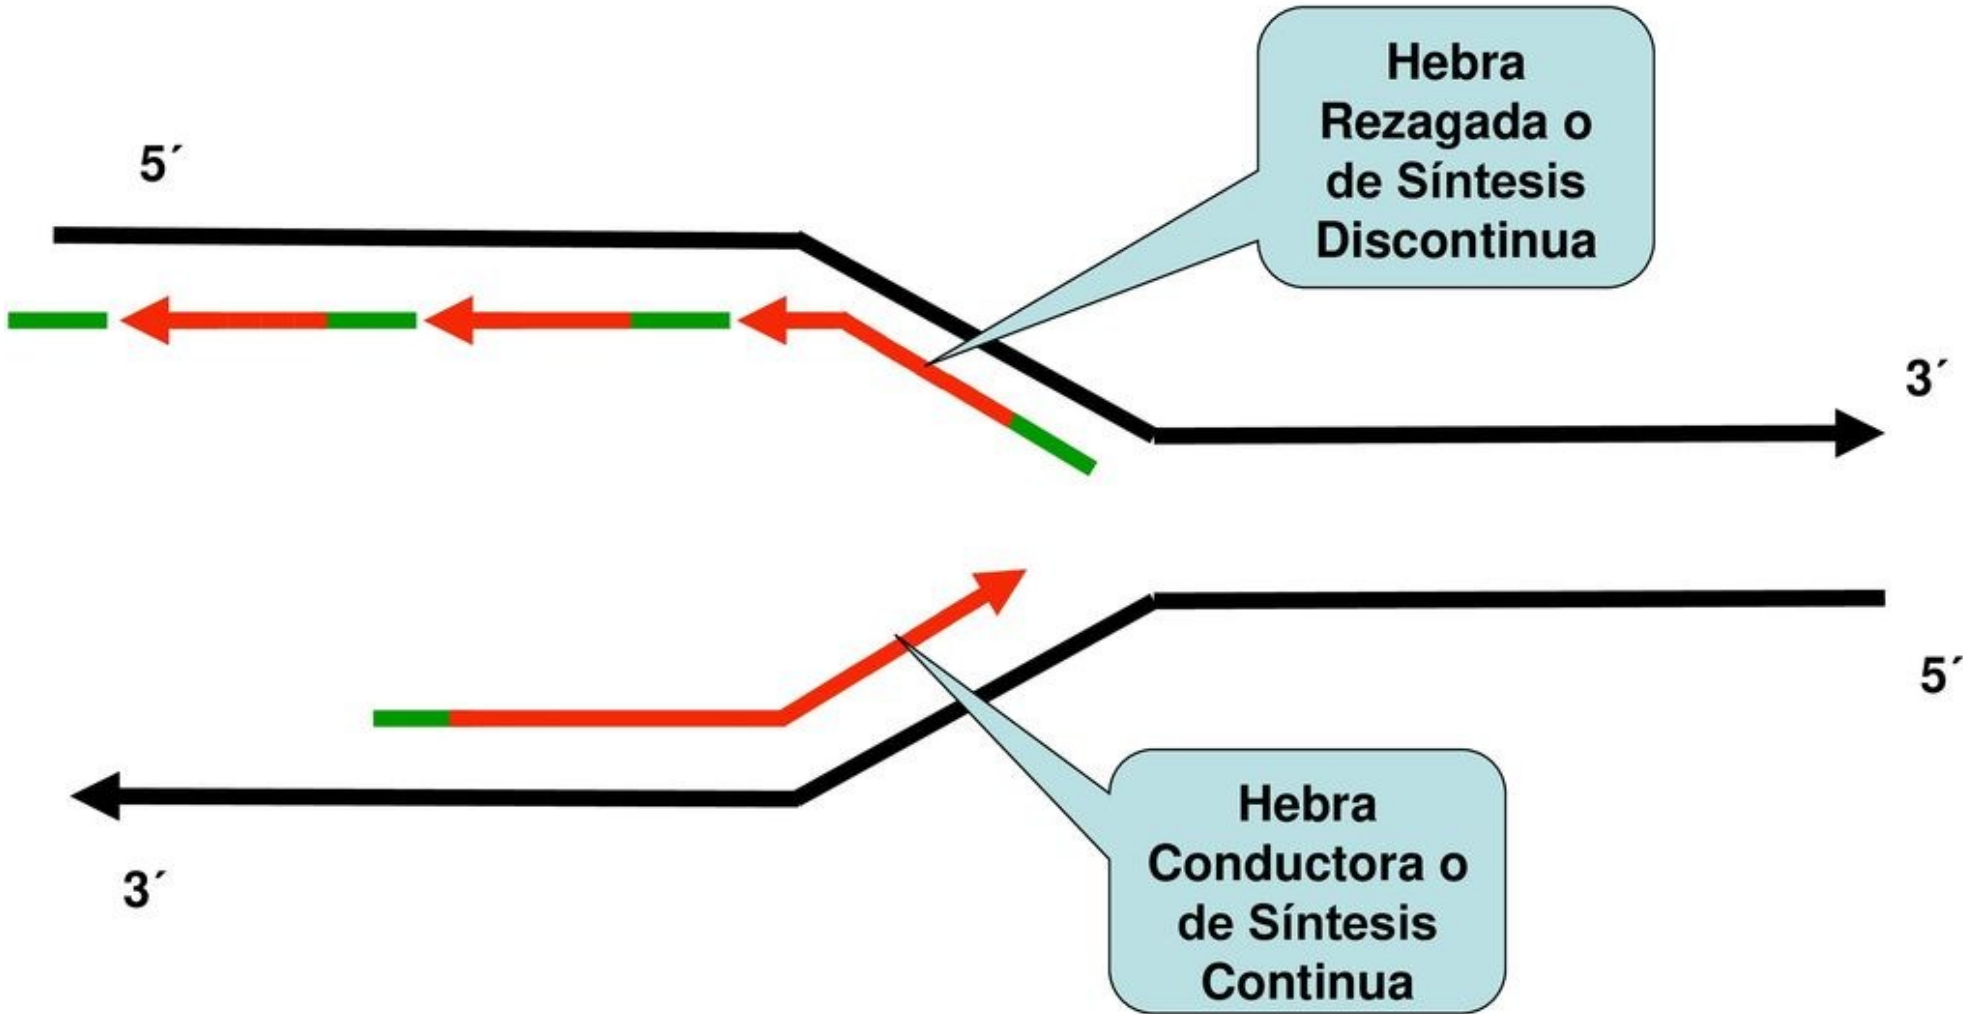 Hebra
Rezagada o
de Síntesis
Discontinua
5´
3´
5´
3´
Hebra
Conductora o
de Síntesis
Continua